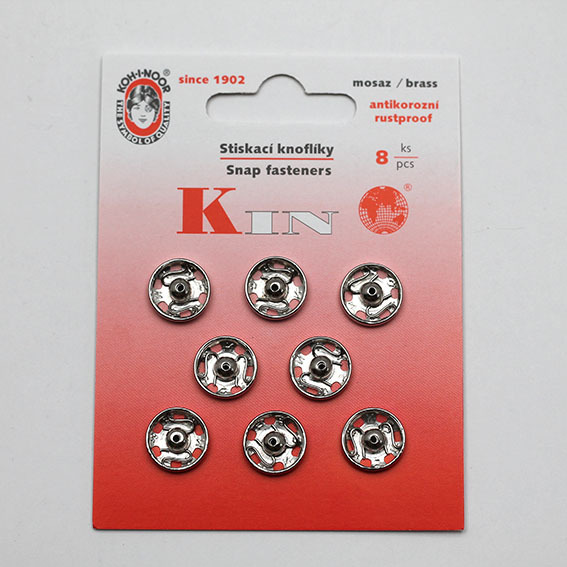 KOH-I-NOOR
THE SYMBOL OF QUALITY
since 1902
mosaz / brass
antikorozní
rustproof
Stiskací knoflíky
Snap fasteners
8 ks
pcs
KIN
®